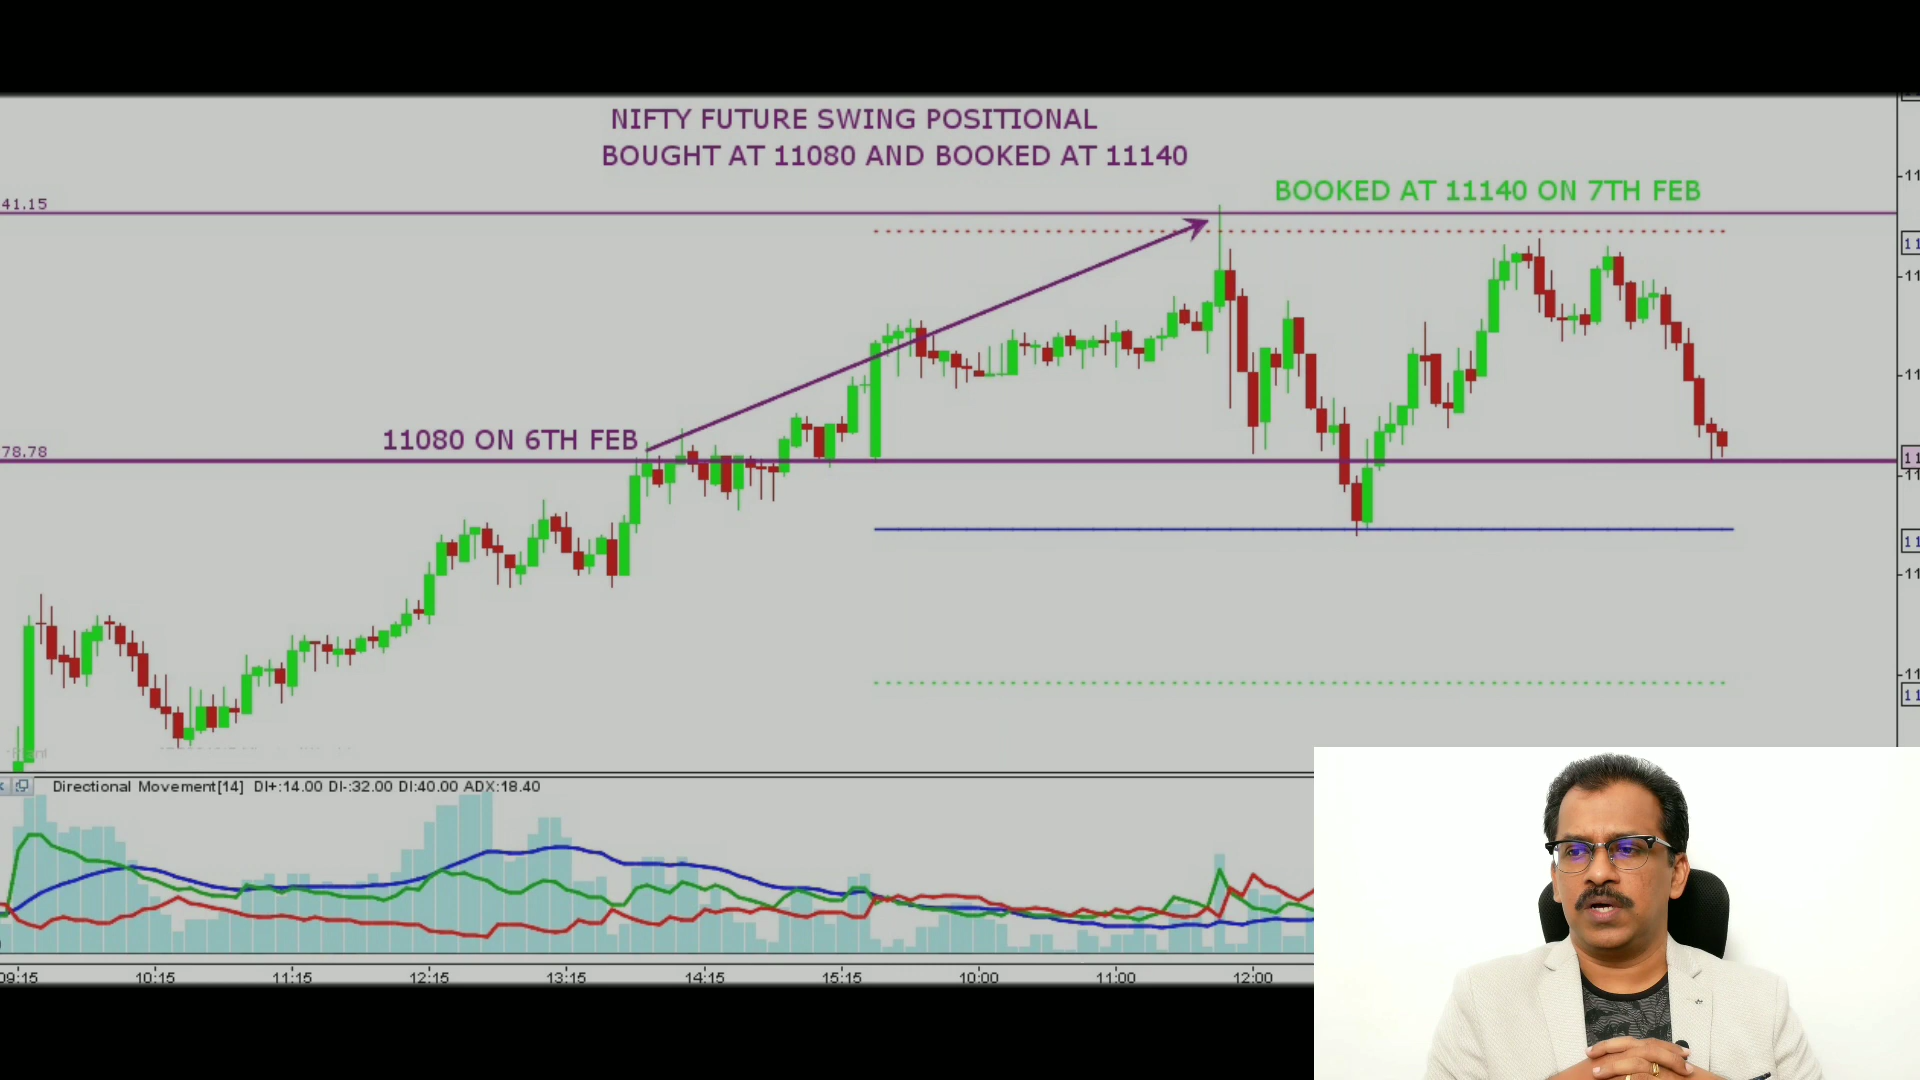 NIFTY FUTURE SWING POSITIONAL
BOUGHT AT 11080 AND BOOKED AT 11140
BOOKED AT 11140 ON 7TH FEB
41.15
11080 ON 6TH FEB
78.78
Directional Movement[14] DI+:14.00 DI-:32.00 DI:40.00 ADX:18.40
09:15 10:15 11:15 12:15 13:15 14:15 15:15 10:00 11:00 12:00